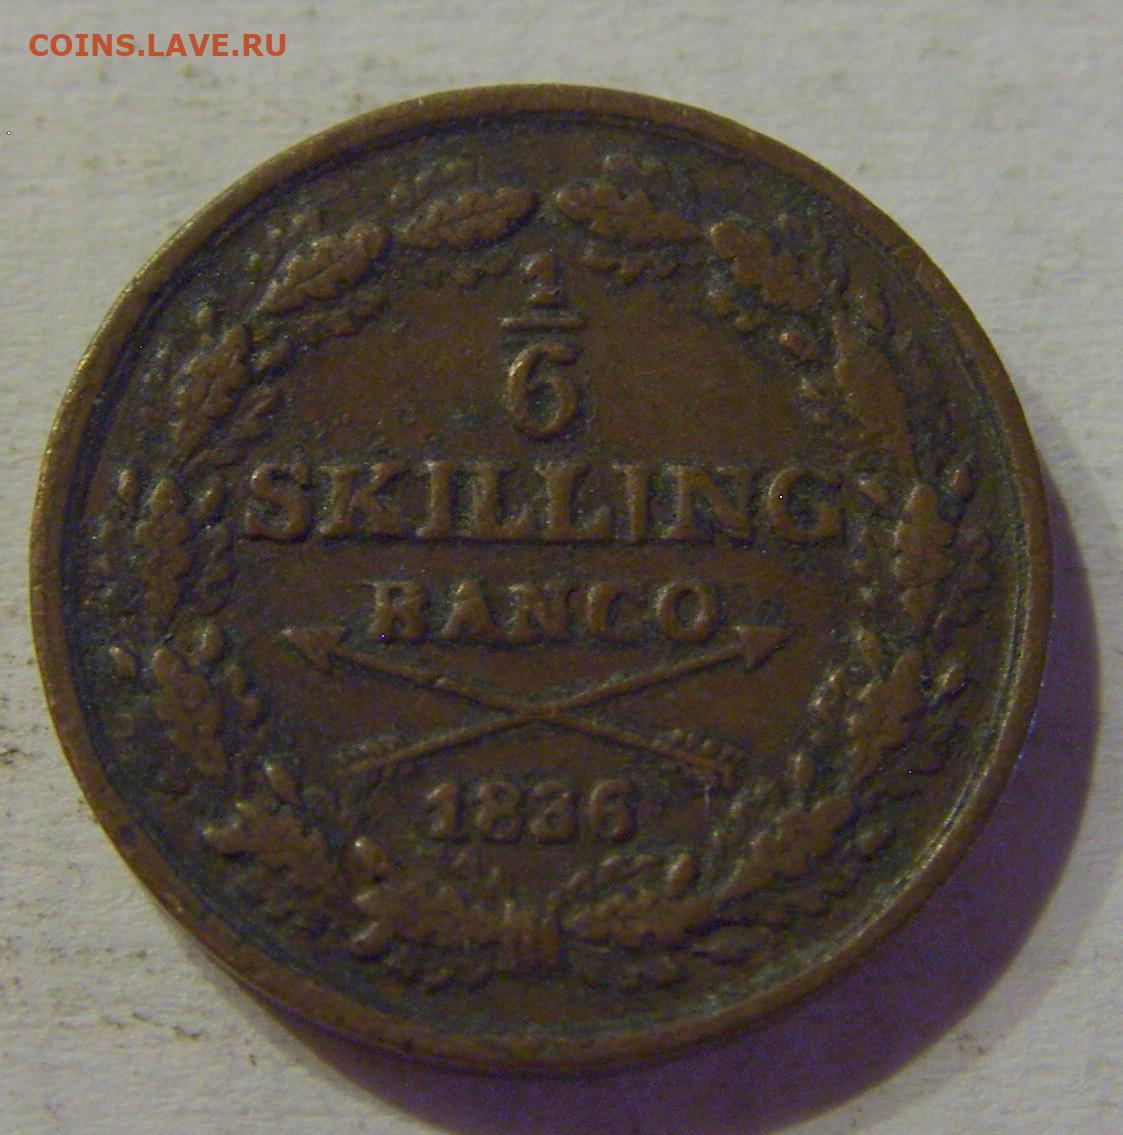 COINS.LAVE.RU
1
6
SKILLING
BANCO
1836